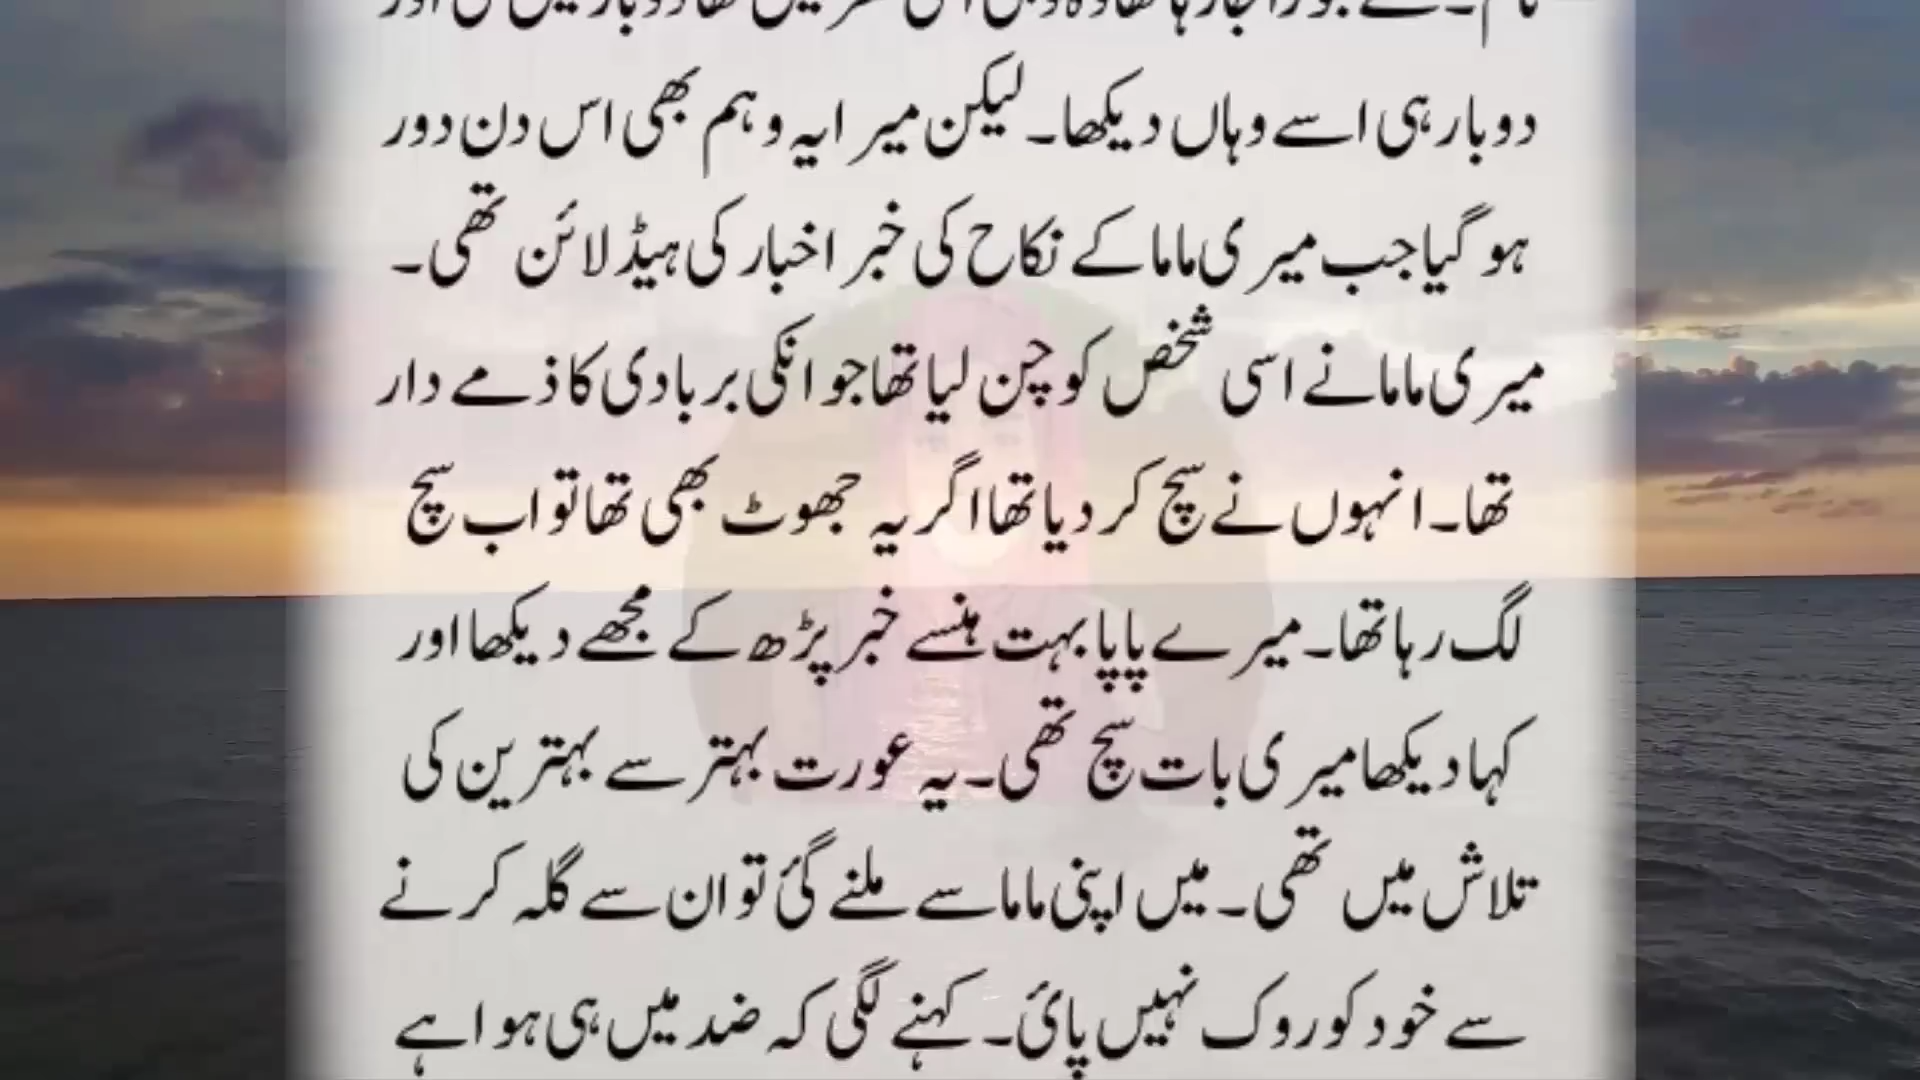 دوبار ہی اسے وہاں دیکھا۔ لیکن میرا یہ وہم بھی اس دن دور
ہو گیا جب میری ماما کے نکاح کی خبر اخبار کی ہیڈ لائن تھی۔
میری ماما نے اسی شخص کو چن لیا تھا جو انکی بربادی کا ذمے دار
تھا۔ انہوں نے سچ کر دیا تھا اگر یہ جھوٹ بھی تھا تو اب سچ
لگ رہا تھا۔ میرے پاپا بہت ہنسے خبر پڑھ کے مجھے دیکھا اور
کہا دیکھا میری بات سچ تھی۔ یہ عورت بہتر سے بہترین کی
تلاش میں تھی۔ میں اپنی ماما سے ملنے گئ تو ان سے گلہ کرنے
سے خود کو روک نہیں پائ۔ کہنے لگی کہ ضد میں ہی ہوا ہے